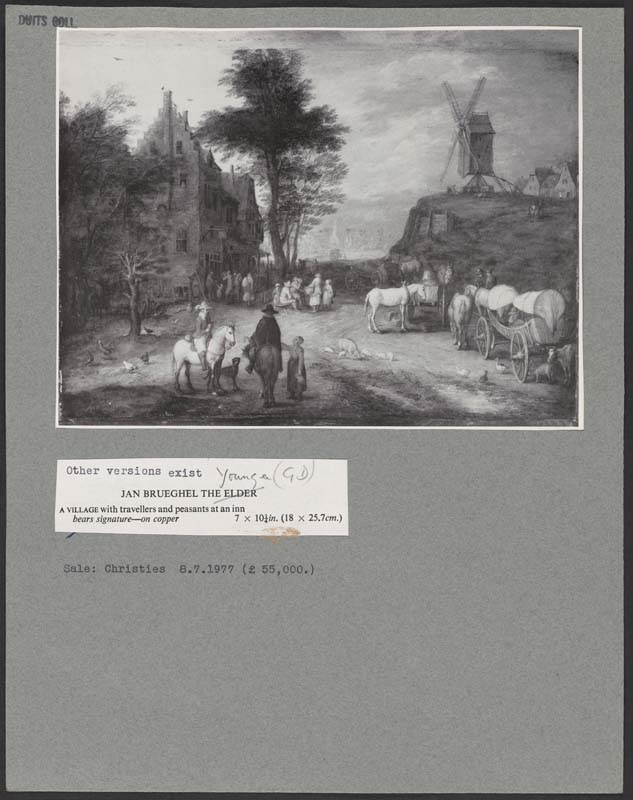 DUITS COLL.
Other versions exist Younger (GD)
JAN BRUEGHEL THE ELDER
A VILLAGE with travellers and peasants at an inn
bears signature—on copper 7 × 10⅛in. (18 × 25.7cm.)
Sale: Christies 8.7.1977 (£ 55,000.)